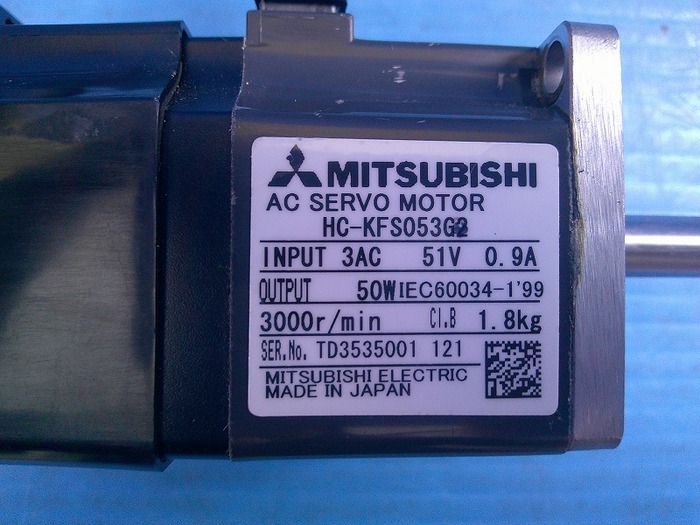 MITSUBISHI
AC SERVO MOTOR
HC-KFS053G2
INPUT 3AC 51V 0.9A
OUTPUT 50W IEC60034-1'99
3000r/min CI.B 1.8kg
SER.No. TD3535001 121
MITSUBISHI ELECTRIC
MADE IN JAPAN